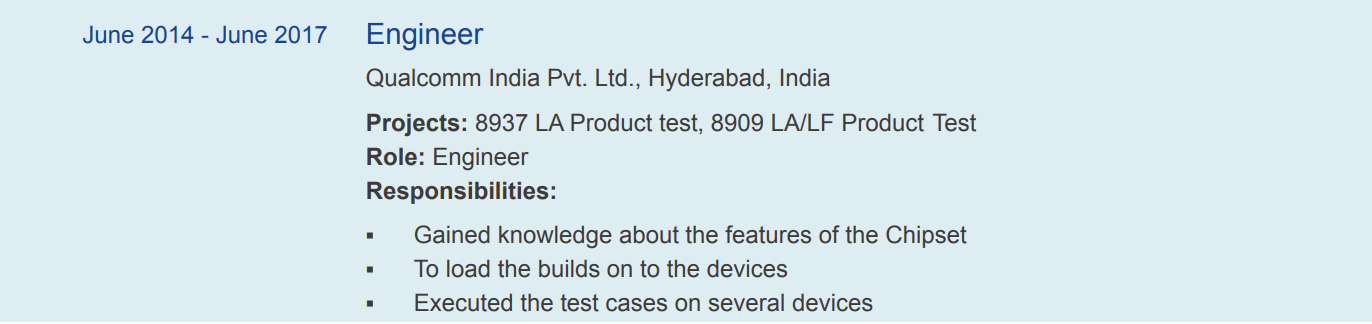 June 2014 - June 2017 Engineer
Qualcomm India Pvt. Ltd., Hyderabad, India
Projects: 8937 LA Product test, 8909 LA/LF Product Test
Role: Engineer
Responsibilities:
▪ Gained knowledge about the features of the Chipset
▪ To load the builds on to the devices
▪ Executed the test cases on several devices